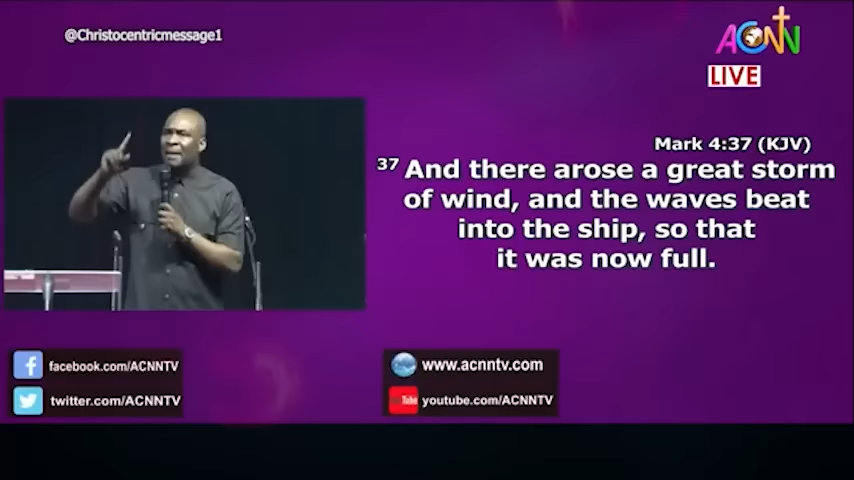 @Christocentricmessage1
ACNN
LIVE
Mark 4:37 (KJV)
37 And there arose a great storm
of wind, and the waves beat
into the ship, so that
it was now full.
facebook.com/ACNNTV
www.acnntv.com
twitter.com/ACNNTV
Tube
youtube.com/ACNNTV